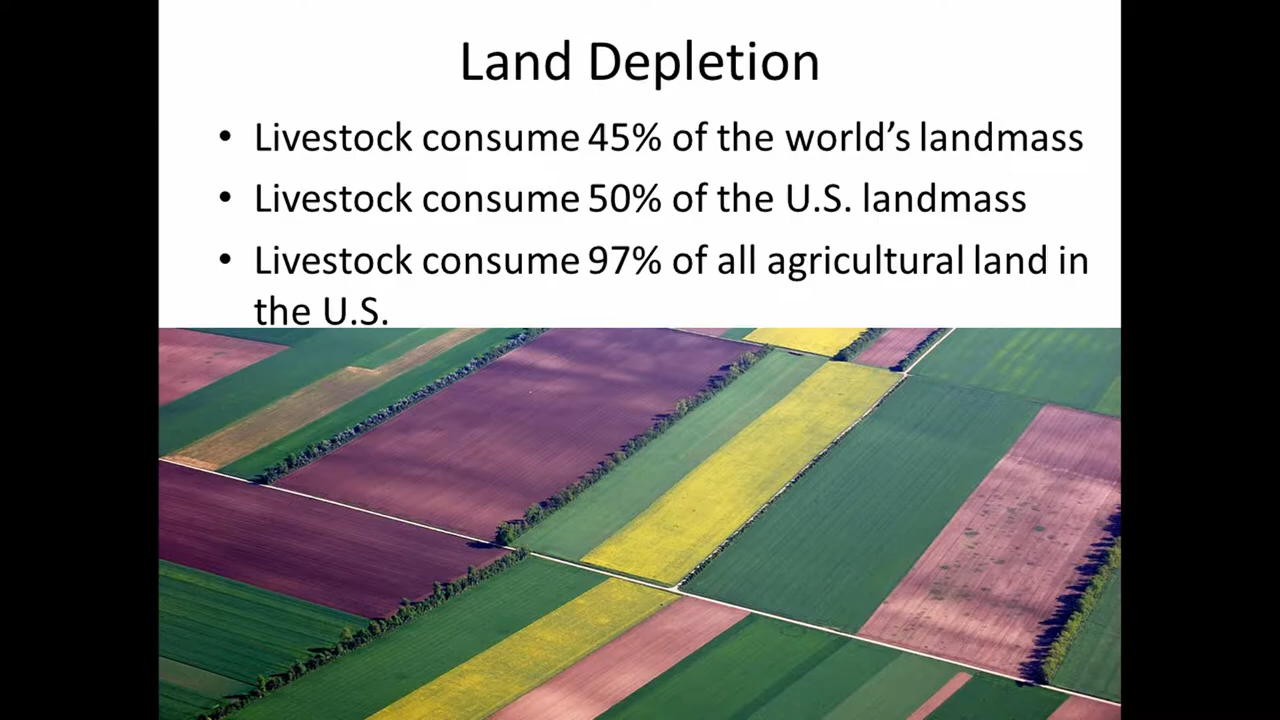 Land Depletion
• Livestock consume 45% of the world’s landmass
• Livestock consume 50% of the U.S. landmass
• Livestock consume 97% of all agricultural land in
the U.S.